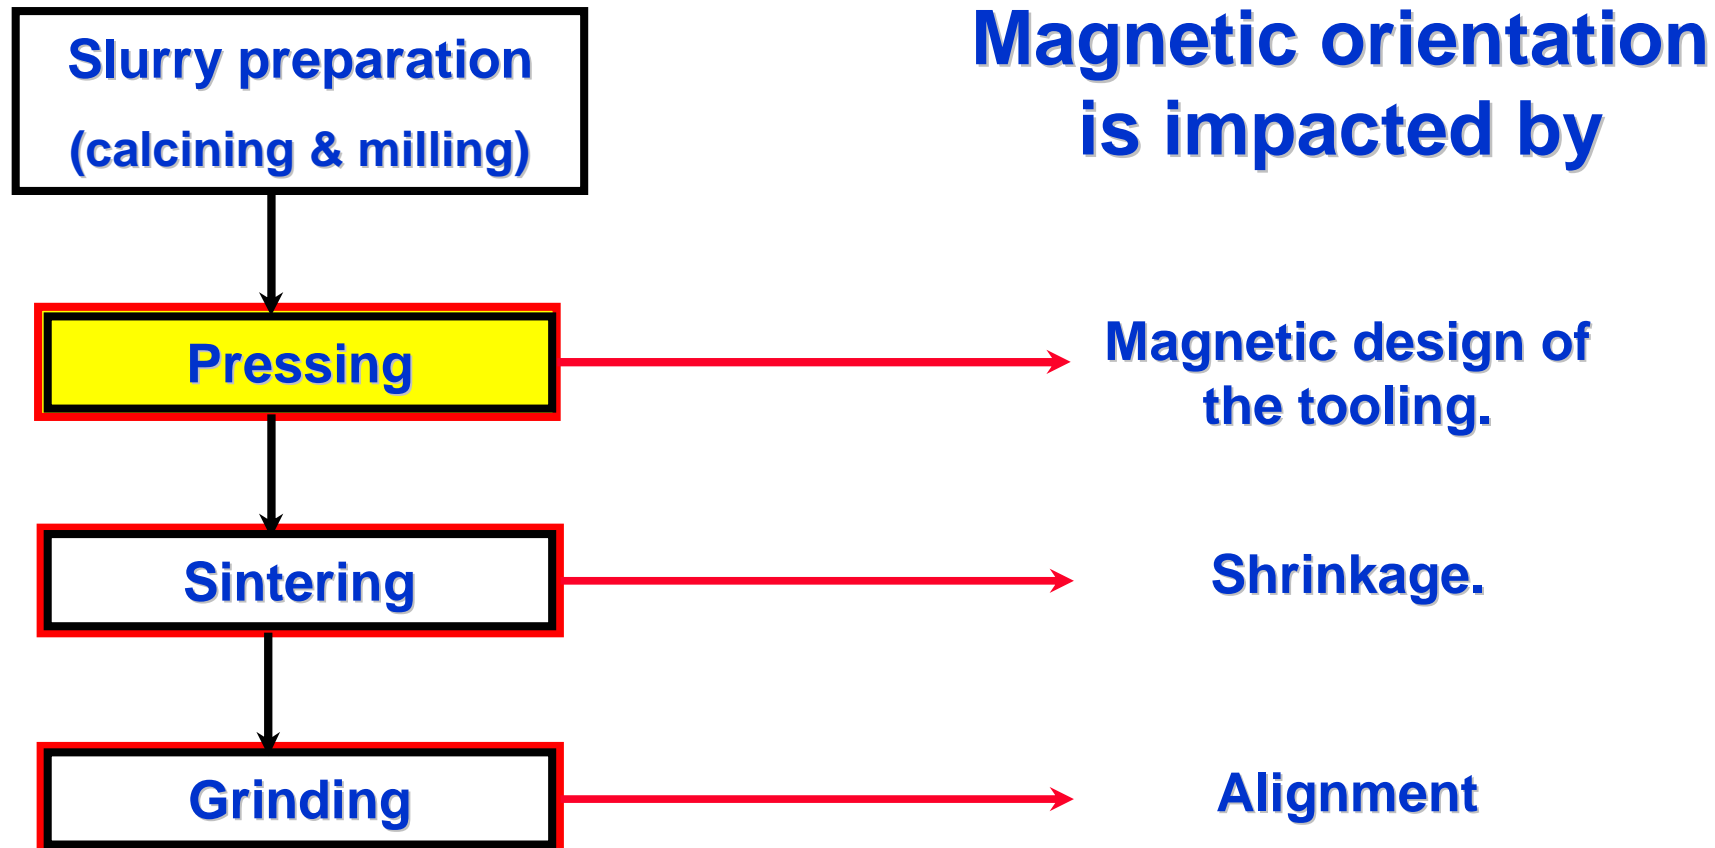 Slurry preparation
(calcining & milling)
Magnetic orientation
is impacted by
Pressing
Magnetic design of
the tooling.
Sintering
Shrinkage.
Grinding
Alignment